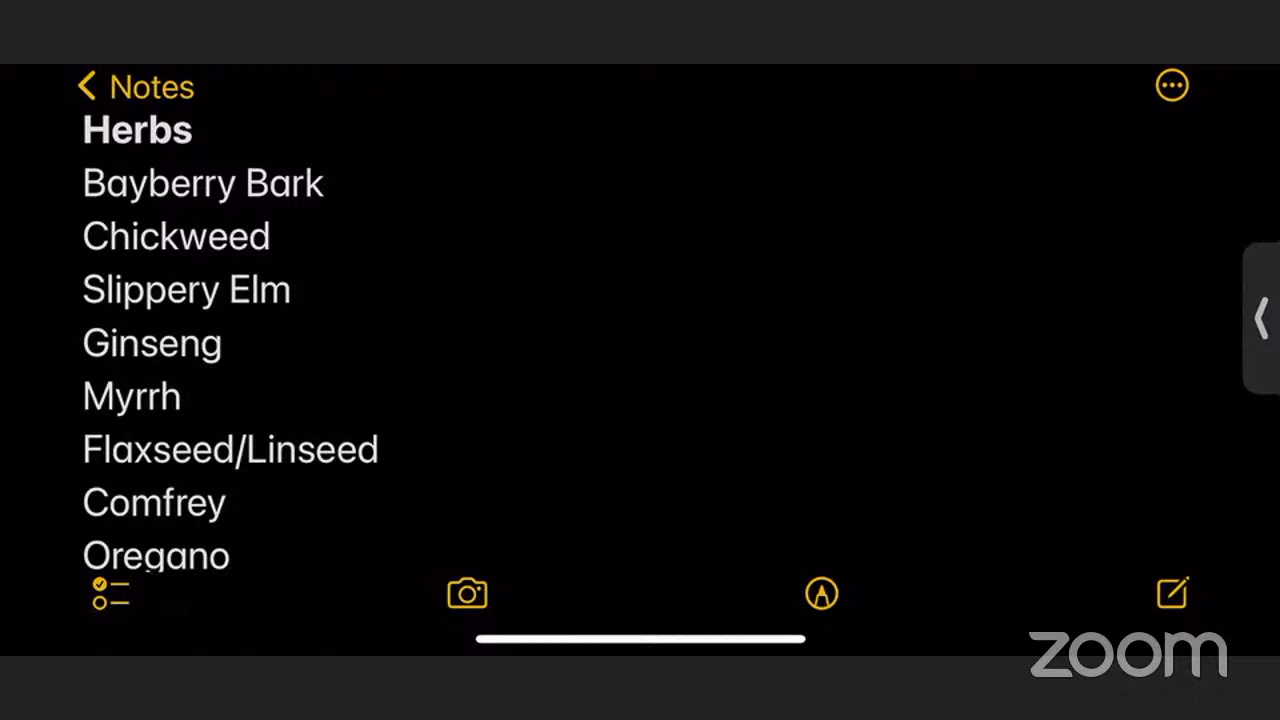 Notes
Herbs
Bayberry Bark
Chickweed
Slippery Elm
Ginseng
Myrrh
Flaxseed/Linseed
Comfrey
Oregano
zoom